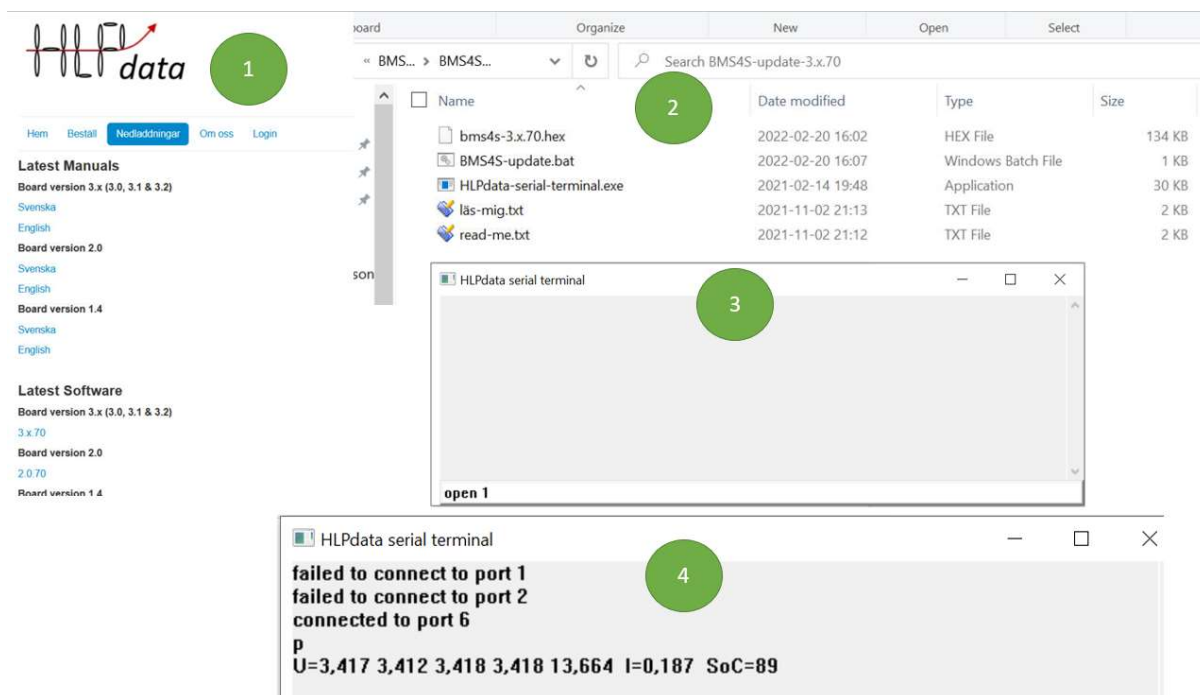 HLPdata
1
Hem Beställ Nedladdningar Om oss Login
Latest Manuals
Board version 3.x (3.0, 3.1 & 3.2)
Svenska
English
Board version 2.0
Svenska
English
Board version 1.4
Svenska
English
Latest Software
Board version 3.x (3.0, 3.1 & 3.2)
3.x.70
Board version 2.0
2.0.70
Board version 1.4
oard Organize New Open Select
« BMS... > BMS4S... Search BMS4S-update-3.x.70
2
Name Date modified Type Size
bms4s-3.x.70.hex 2022-02-20 16:02 HEX File 134 KB
BMS4S-update.bat 2022-02-20 16:07 Windows Batch File 1 KB
HLPdata-serial-terminal.exe 2021-02-14 19:48 Application 30 KB
läs-mig.txt 2021-11-02 21:13 TXT File 2 KB
read-me.txt 2021-11-02 21:12 TXT File 2 KB
son
HLPdata serial terminal
3
open 1
HLPdata serial terminal
4
failed to connect to port 1
failed to connect to port 2
connected to port 6
p
U=3,417 3,412 3,418 3,418 13,664 I=0,187 SoC=89